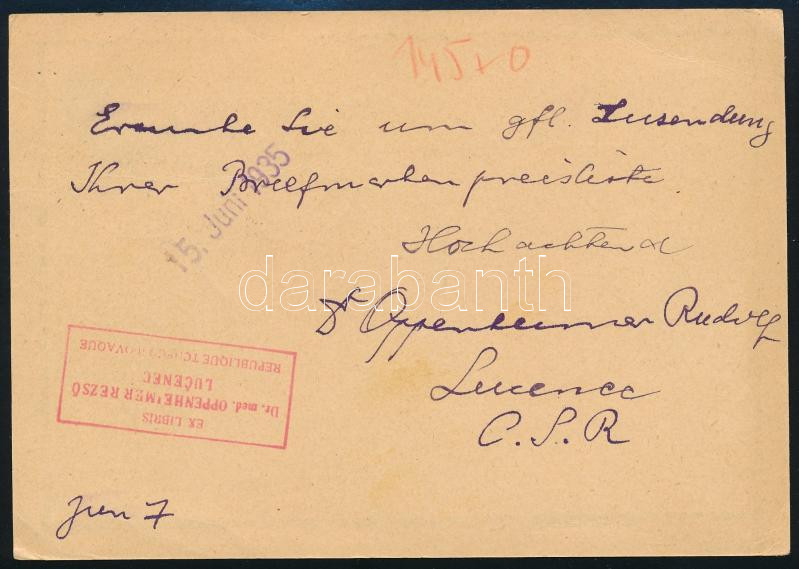 145+0
Ersuche Sie um gfl. Zusendung
Ihrer Briefmarkenpreisliste.
15. Juni 1935
Hochachtend
Dr Oppenheimer Rudolf
Lucenec
C. S. R
EX LIBRIS
Dr. med. OPPENHEIMER REZSŐ
LUČENEC
REPUBLIQUE TCHECOSLOVAQUE
Jun 7
darabanth